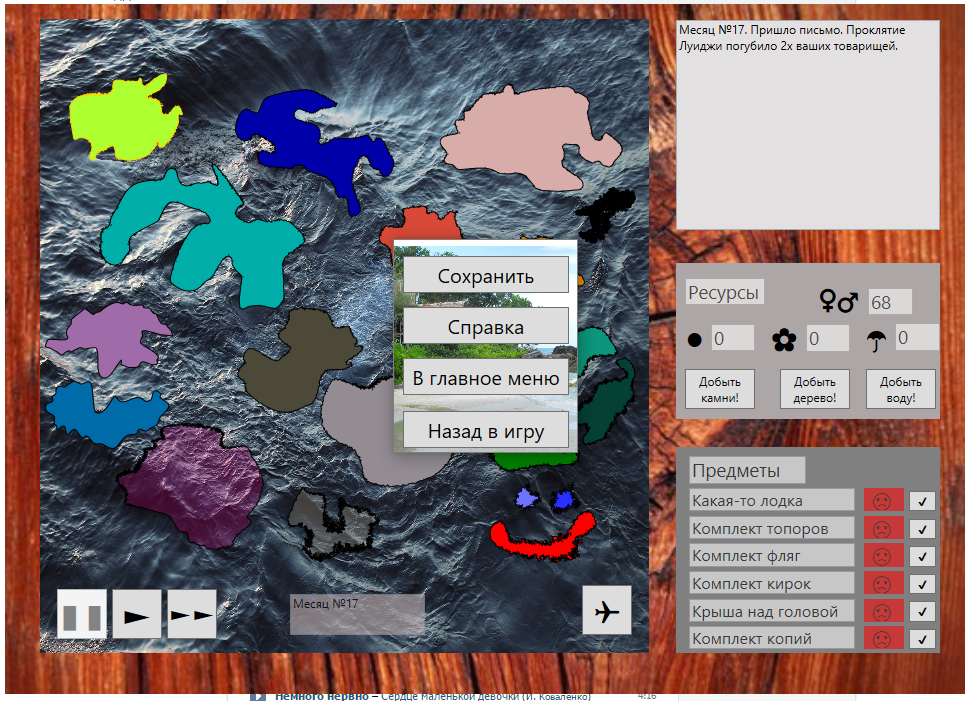 Месяц №17. Пришло письмо. Проклятие
Луиджи погубило 2х ваших товарищей.
Сохранить
Справка
В главное меню
Назад в игру
Ресурсы
68
0
0
0
Добыть
камни!
Добыть
дерево!
Добыть
воду!
Предметы
Какая-то лодка
Комплект топоров
Комплект фляг
Комплект кирок
Крыша над головой
Комплект копий
Месяц №17
Немного нервно – Сердце маленькой девочки (И. Коваленко)
4:16